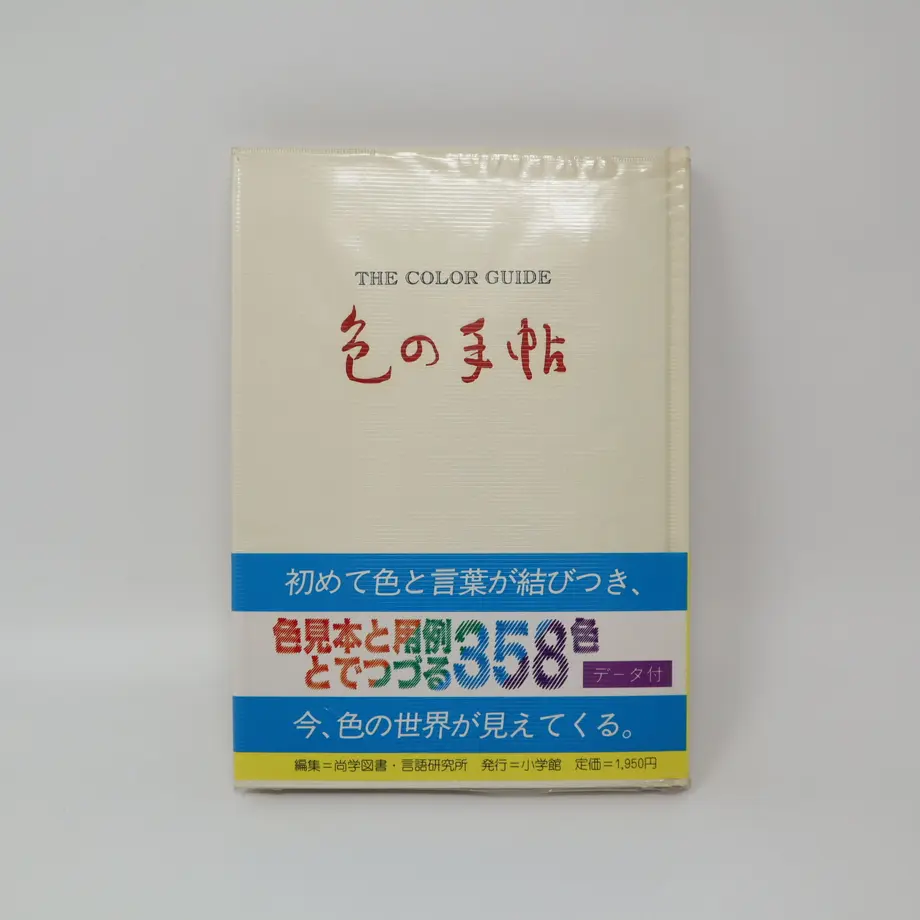 THE COLOR GUIDE
色の手帖
初めて色と言葉が結びつき、
色見本と用例
とでつづる358色
データ付
今、色の世界が見えてくる。
編集=尚学図書・言語研究所 発行=小学館 定価=1,950円